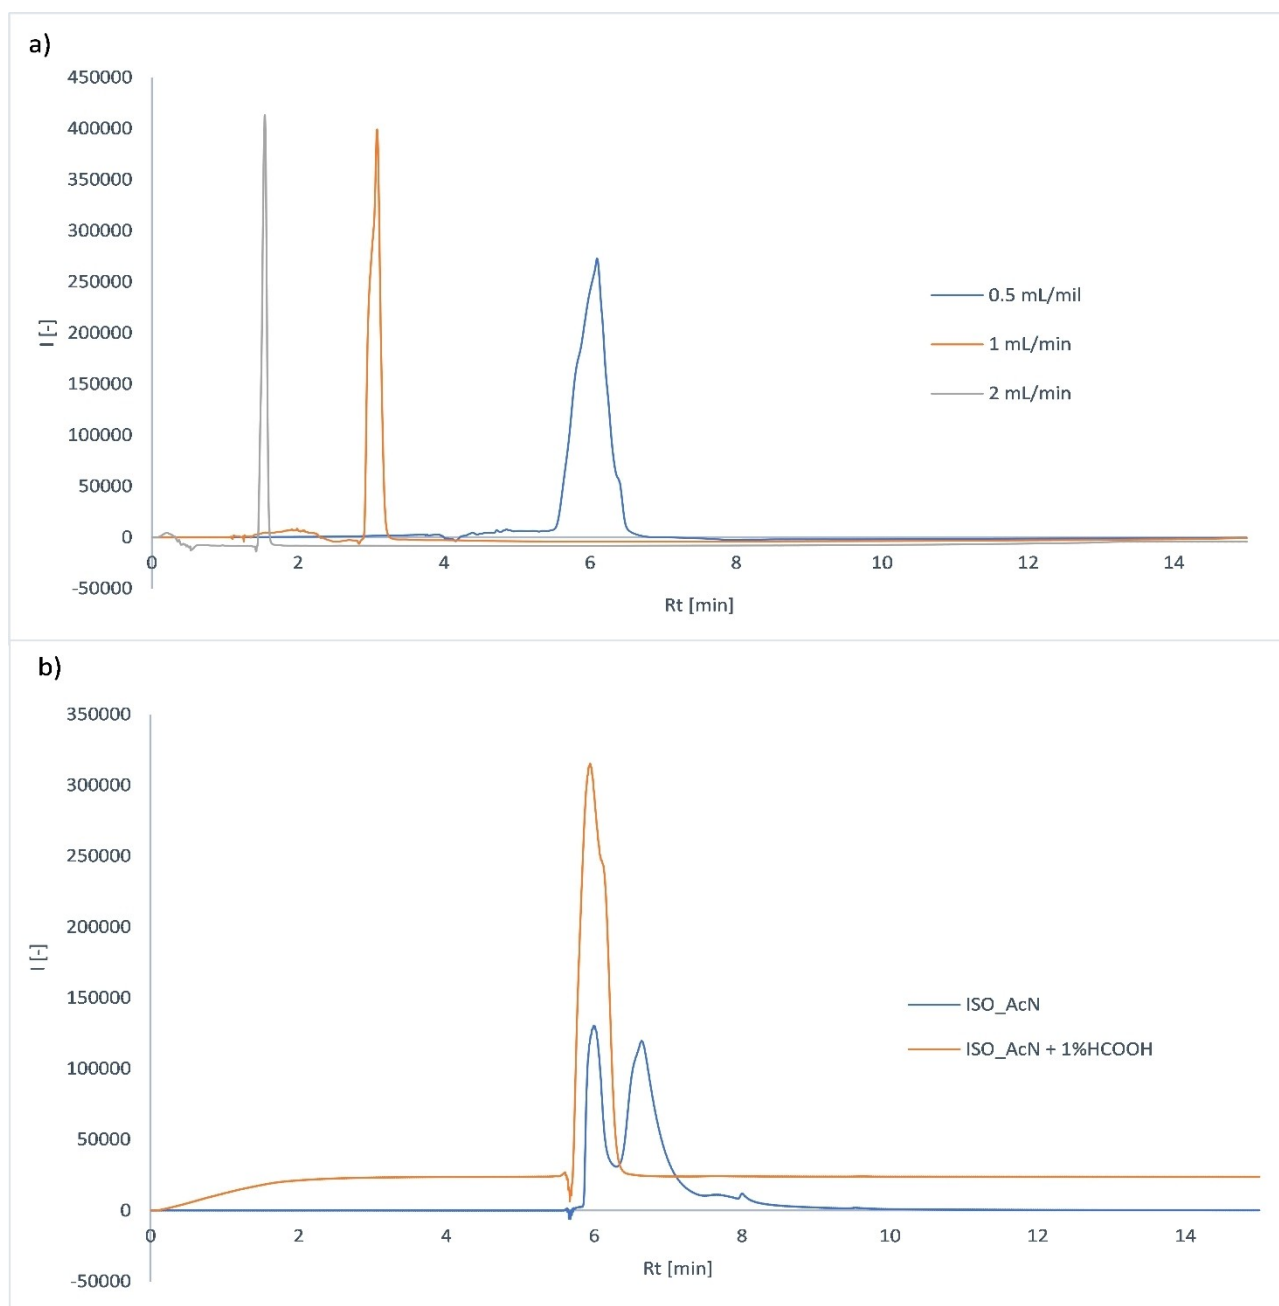 a)
450000
400000
350000
300000
250000
200000
150000
100000
50000
0
-50000
I [-]
0 2 4 6 8 10 12 14
Rt [min]
0.5 mL/mil
1 mL/min
2 mL/min
b)
350000
300000
250000
200000
150000
100000
50000
0
-50000
I [-]
0 2 4 6 8 10 12 14
Rt [min]
ISO_AcN
ISO_AcN + 1%HCOOH